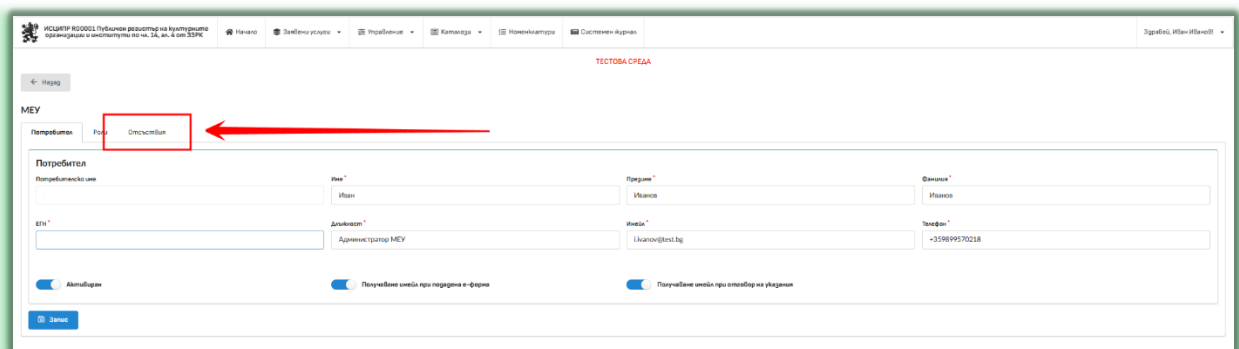 ИСЦИПР R00001 Публичен регистър на културните
организации и институти по чл. 14, ал. 4 от ЗЗРК
Начало Заявени услуги Управление Каталози Номенклатури Системен журнал Здравей, Иван Иванов!
ТЕСТОВА СРЕДА
Назад
МЕУ
Потребител Роли Отсъствия
Потребител
Потребителско име Име * Презиме * Фамилия *
Иван Иванов Иванов
ЕГН * Длъжност * Имейл * Телефон *
Администратор МЕУ i.ivanov@test.bg +359899570218
Активиран Получаване имейл при подадена е-форма Получаване имейл при отговор на указания
Запис